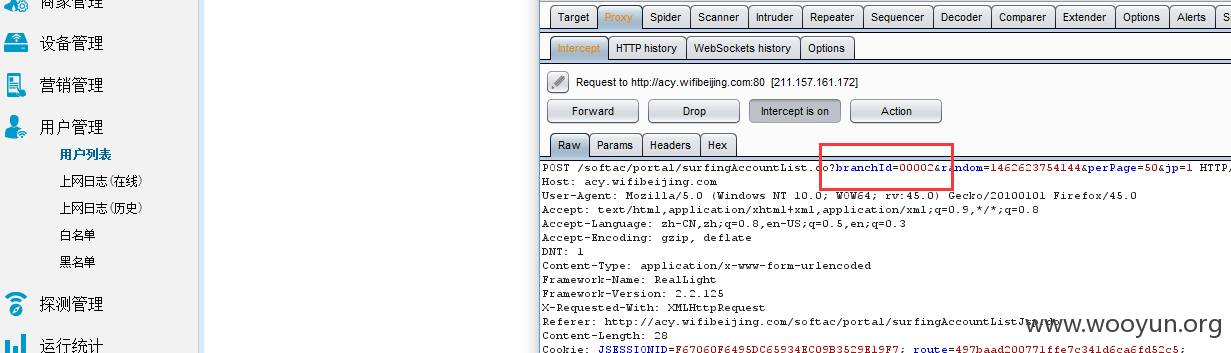 商家管理
设备管理
营销管理
用户管理
用户列表
上网日志(在线)
上网日志(历史)
白名单
黑名单
探测管理
运行统计
Target Proxy Spider Scanner Intruder Repeater Sequencer Decoder Comparer Extender Options Alerts
Intercept HTTP history WebSockets history Options
Request to http://acy.wifibeijing.com:80 [211.157.161.172]
Forward Drop Intercept is on Action
Raw Params Headers Hex
POST /softac/portal/surfingAccountList.do?branchId=00002&random=1462623754144&perPage=50&jp=1 HTTP/
Host: acy.wifibeijing.com
User-Agent: Mozilla/5.0 (Windows NT 10.0; WOW64; rv:45.0) Gecko/20100101 Firefox/45.0
Accept: text/html,application/xhtml+xml,application/xml;q=0.9,*/*;q=0.8
Accept-Language: zh-CN,zh;q=0.8,en-US;q=0.5,en;q=0.3
Accept-Encoding: gzip, deflate
DNT: 1
Content-Type: application/x-www-form-urlencoded
Framework-Name: RealLight
Framework-Version: 2.2.125
X-Requested-With: XMLHttpRequest
Referer: http://acy.wifibeijing.com/softac/portal/surfingAccountListJsp.do
www.wooyun.org
Content-Length: 28
Cookie: JSESSIONID=F67060F6495DC65934EC09B3529E19F7; route=497baad200771ffe7c341d6ca6fd52c5;